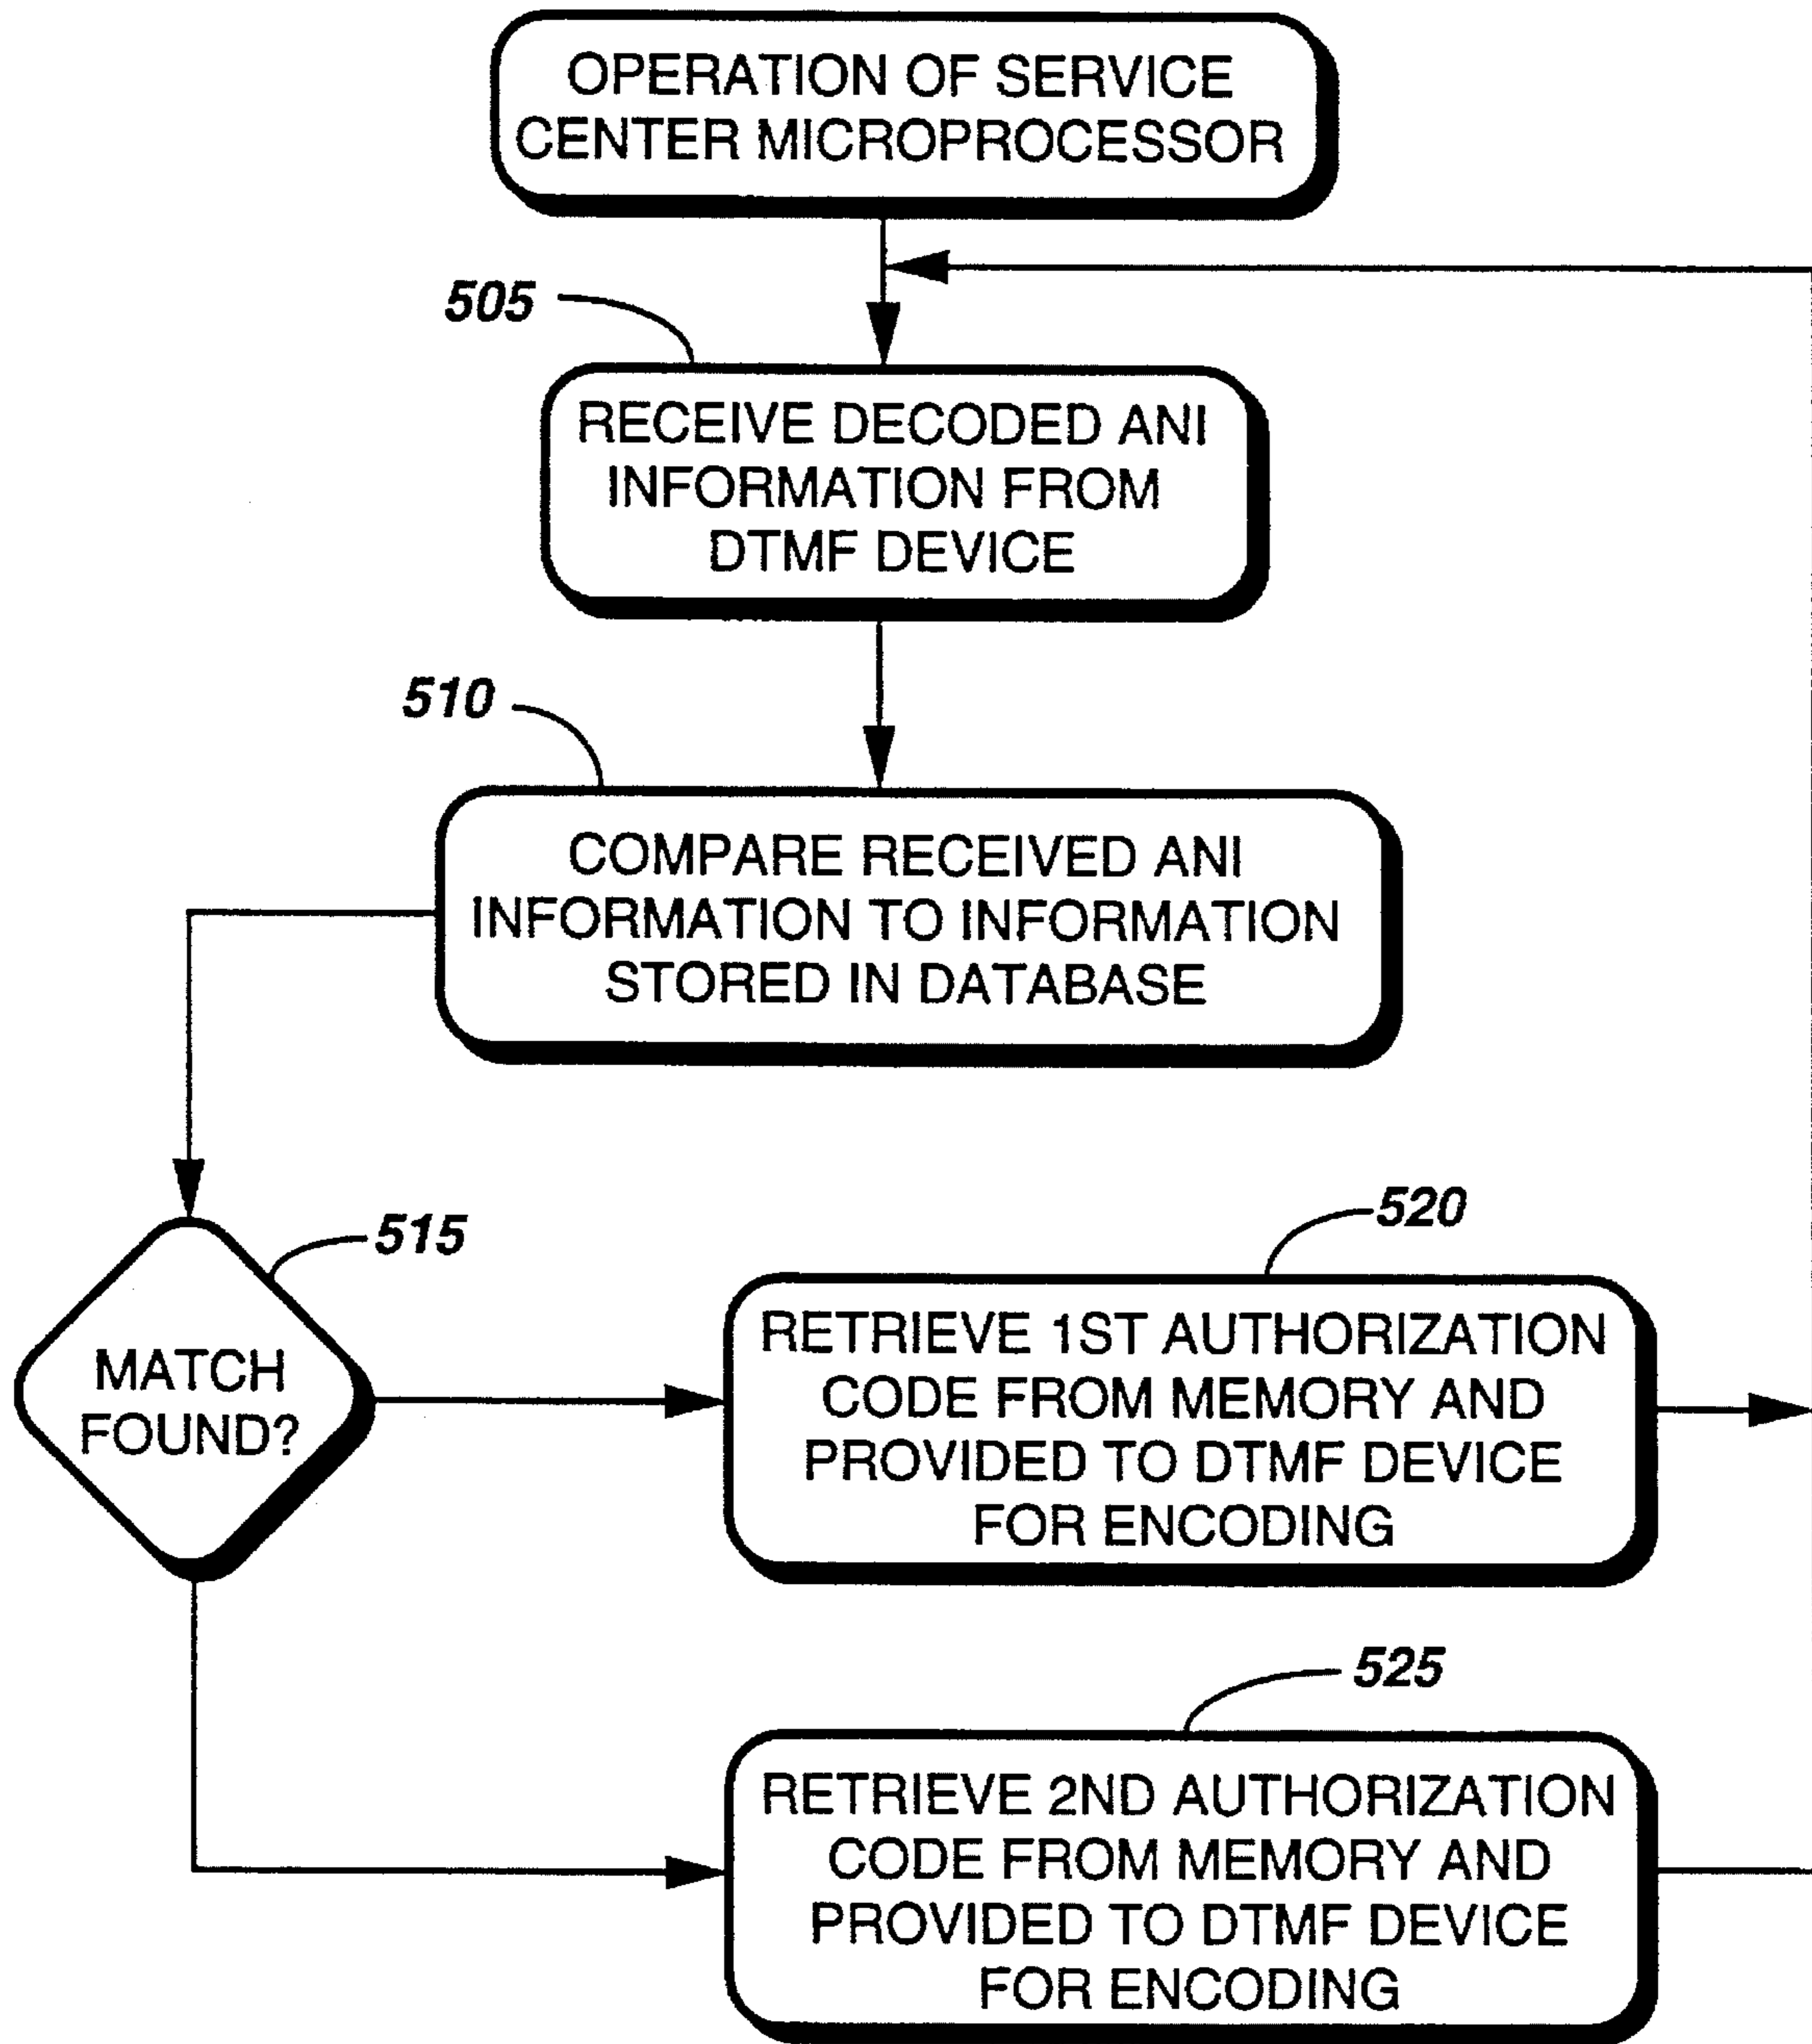 OPERATION OF SERVICE
CENTER MICROPROCESSOR
505
RECEIVE DECODED ANI
INFORMATION FROM
DTMF DEVICE
510
COMPARE RECEIVED ANI
INFORMATION TO INFORMATION
STORED IN DATABASE
515
MATCH
FOUND?
520
RETRIEVE 1ST AUTHORIZATION
CODE FROM MEMORY AND
PROVIDED TO DTMF DEVICE
FOR ENCODING
525
RETRIEVE 2ND AUTHORIZATION
CODE FROM MEMORY AND
PROVIDED TO DTMF DEVICE
FOR ENCODING